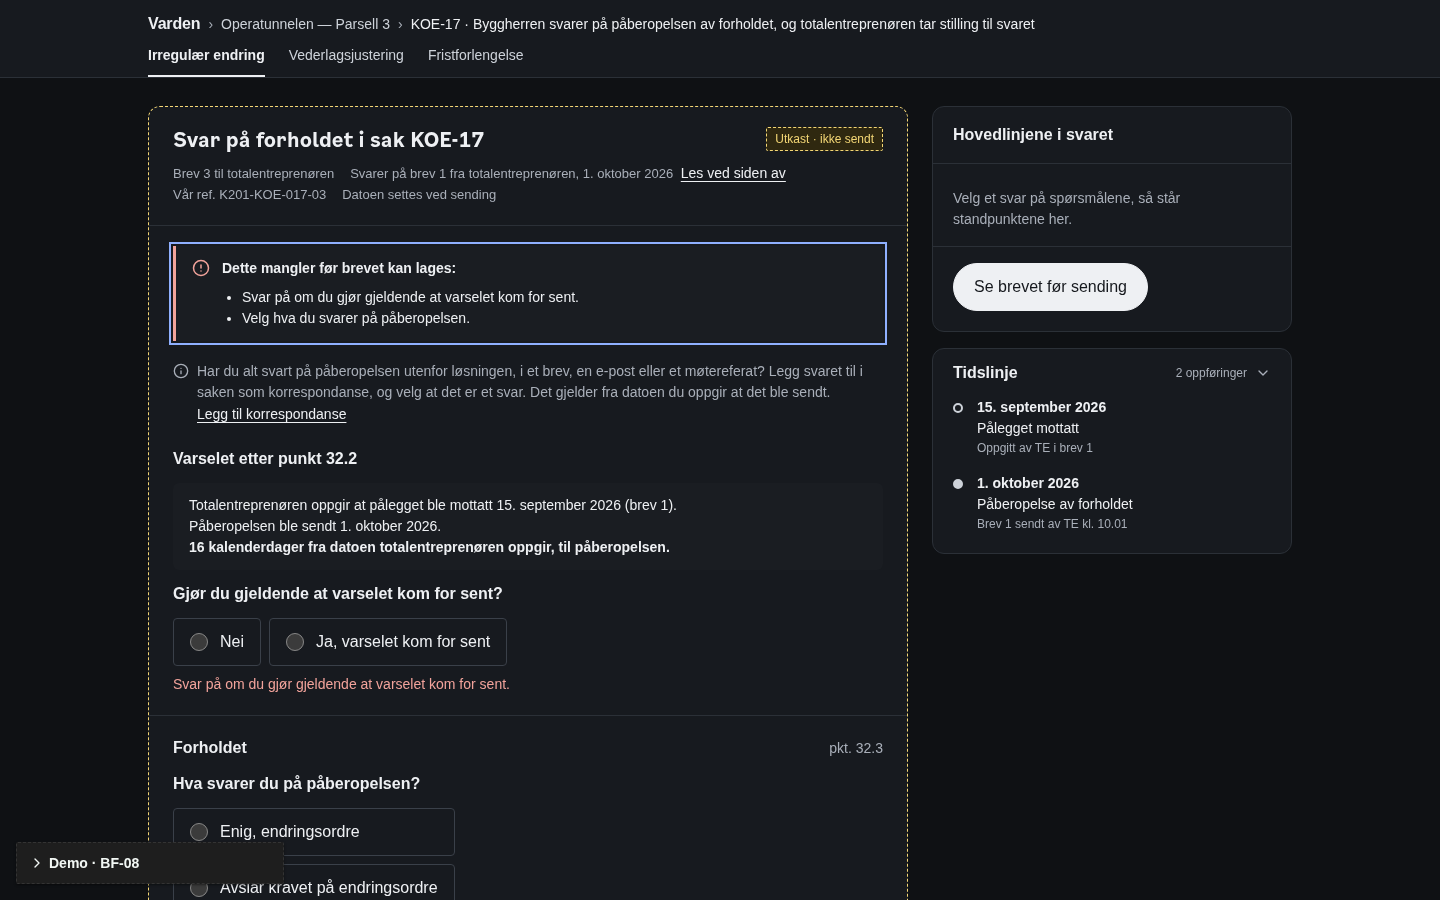 Varden › Operatunnelen — Parsell 3 › KOE-17 · Byggherren svarer på påberopelsen av forholdet, og totalentreprenøren tar stilling til svaret
Irregulær endring Vederlagsjustering Fristforlengelse
Svar på forholdet i sak KOE-17
Utkast · ikke sendt
Brev 3 til totalentreprenøren Svarer på brev 1 fra totalentreprenøren, 1. oktober 2026 Les ved siden av
Vår ref. K201-KOE-017-03 Datoen settes ved sending
Dette mangler før brevet kan lages:
• Svar på om du gjør gjeldende at varselet kom for sent.
• Velg hva du svarer på påberopelsen.
Har du alt svart på påberopelsen utenfor løsningen, i et brev, en e-post eller et møtereferat? Legg svaret til i
saken som korrespondanse, og velg at det er et svar. Det gjelder fra datoen du oppgir at det ble sendt.
Legg til korrespondanse
Varselet etter punkt 32.2
Totalentreprenøren oppgir at pålegget ble mottatt 15. september 2026 (brev 1).
Påberopelsen ble sendt 1. oktober 2026.
16 kalenderdager fra datoen totalentreprenøren oppgir, til påberopelsen.
Gjør du gjeldende at varselet kom for sent?
Nei
Ja, varselet kom for sent
Svar på om du gjør gjeldende at varselet kom for sent.
Forholdet
pkt. 32.3
Hva svarer du på påberopelsen?
Enig, endringsordre
Avslår kravet på endringsordre
Demo · BF-08
Hovedlinjene i svaret
Velg et svar på spørsmålene, så står
standpunktene her.
Se brevet før sending
Tidslinje
2 oppføringer
15. september 2026
Pålegget mottatt
Oppgitt av TE i brev 1
1. oktober 2026
Påberopelse av forholdet
Brev 1 sendt av TE kl. 10.01